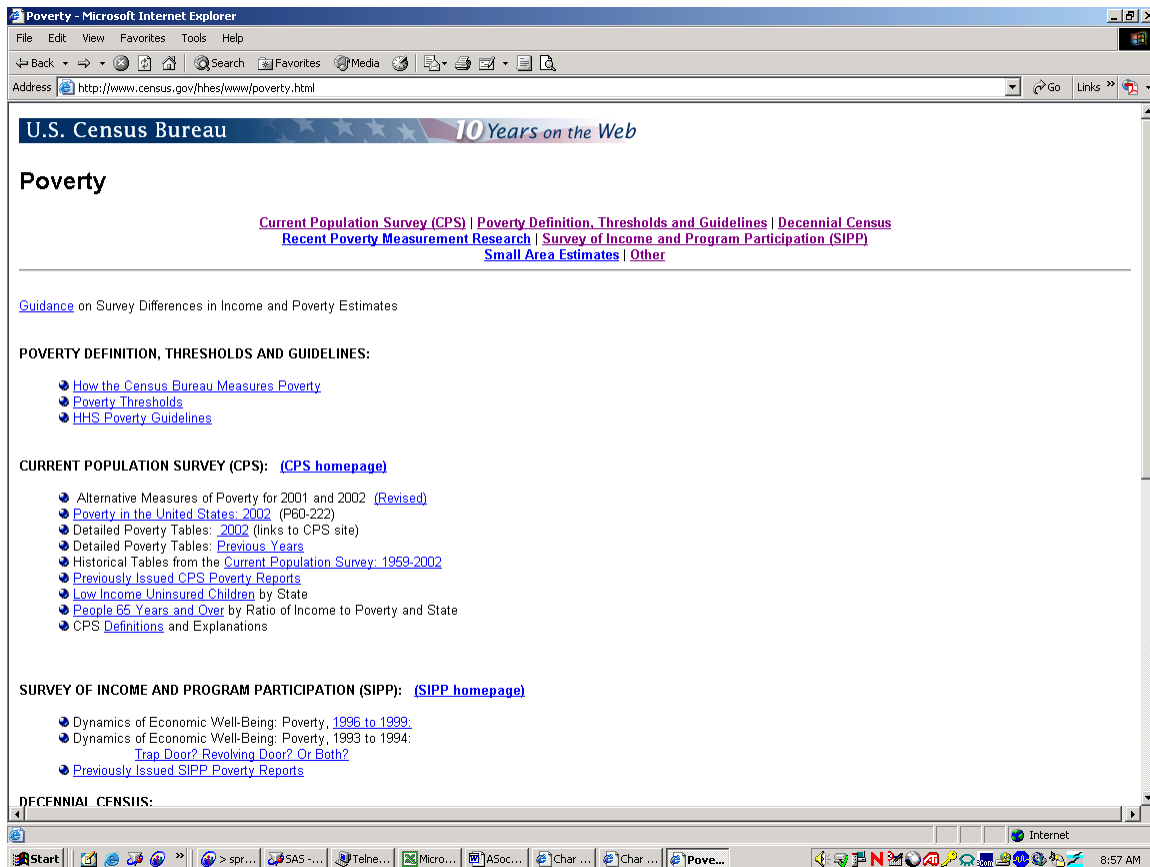 Poverty - Microsoft Internet Explorer
File Edit View Favorites Tools Help
Back Search Favorites Media
Address http://www.census.gov/hhes/www/poverty.html Go Links »
U.S. Census Bureau 10 Years on the Web
Poverty
Current Population Survey (CPS) | Poverty Definition, Thresholds and Guidelines | Decennial Census
Recent Poverty Measurement Research | Survey of Income and Program Participation (SIPP)
Small Area Estimates | Other
Guidance on Survey Differences in Income and Poverty Estimates
POVERTY DEFINITION, THRESHOLDS AND GUIDELINES:
How the Census Bureau Measures Poverty
Poverty Thresholds
HHS Poverty Guidelines
CURRENT POPULATION SURVEY (CPS): (CPS homepage)
Alternative Measures of Poverty for 2001 and 2002 (Revised)
Poverty in the United States: 2002 (P60-222)
Detailed Poverty Tables: 2002 (links to CPS site)
Detailed Poverty Tables: Previous Years
Historical Tables from the Current Population Survey: 1959-2002
Previously Issued CPS Poverty Reports
Low Income Uninsured Children by State
People 65 Years and Over by Ratio of Income to Poverty and State
CPS Definitions and Explanations
SURVEY OF INCOME AND PROGRAM PARTICIPATION (SIPP): (SIPP homepage)
Dynamics of Economic Well-Being: Poverty, 1996 to 1999:
Dynamics of Economic Well-Being: Poverty, 1993 to 1994:
Trap Door? Revolving Door? Or Both?
Previously Issued SIPP Poverty Reports
DECENNIAL CENSUS:
Internet
Start » > spr... SAS -... Telne... Micro... ASoc... Char ... Char ... Pove... 8:57 AM